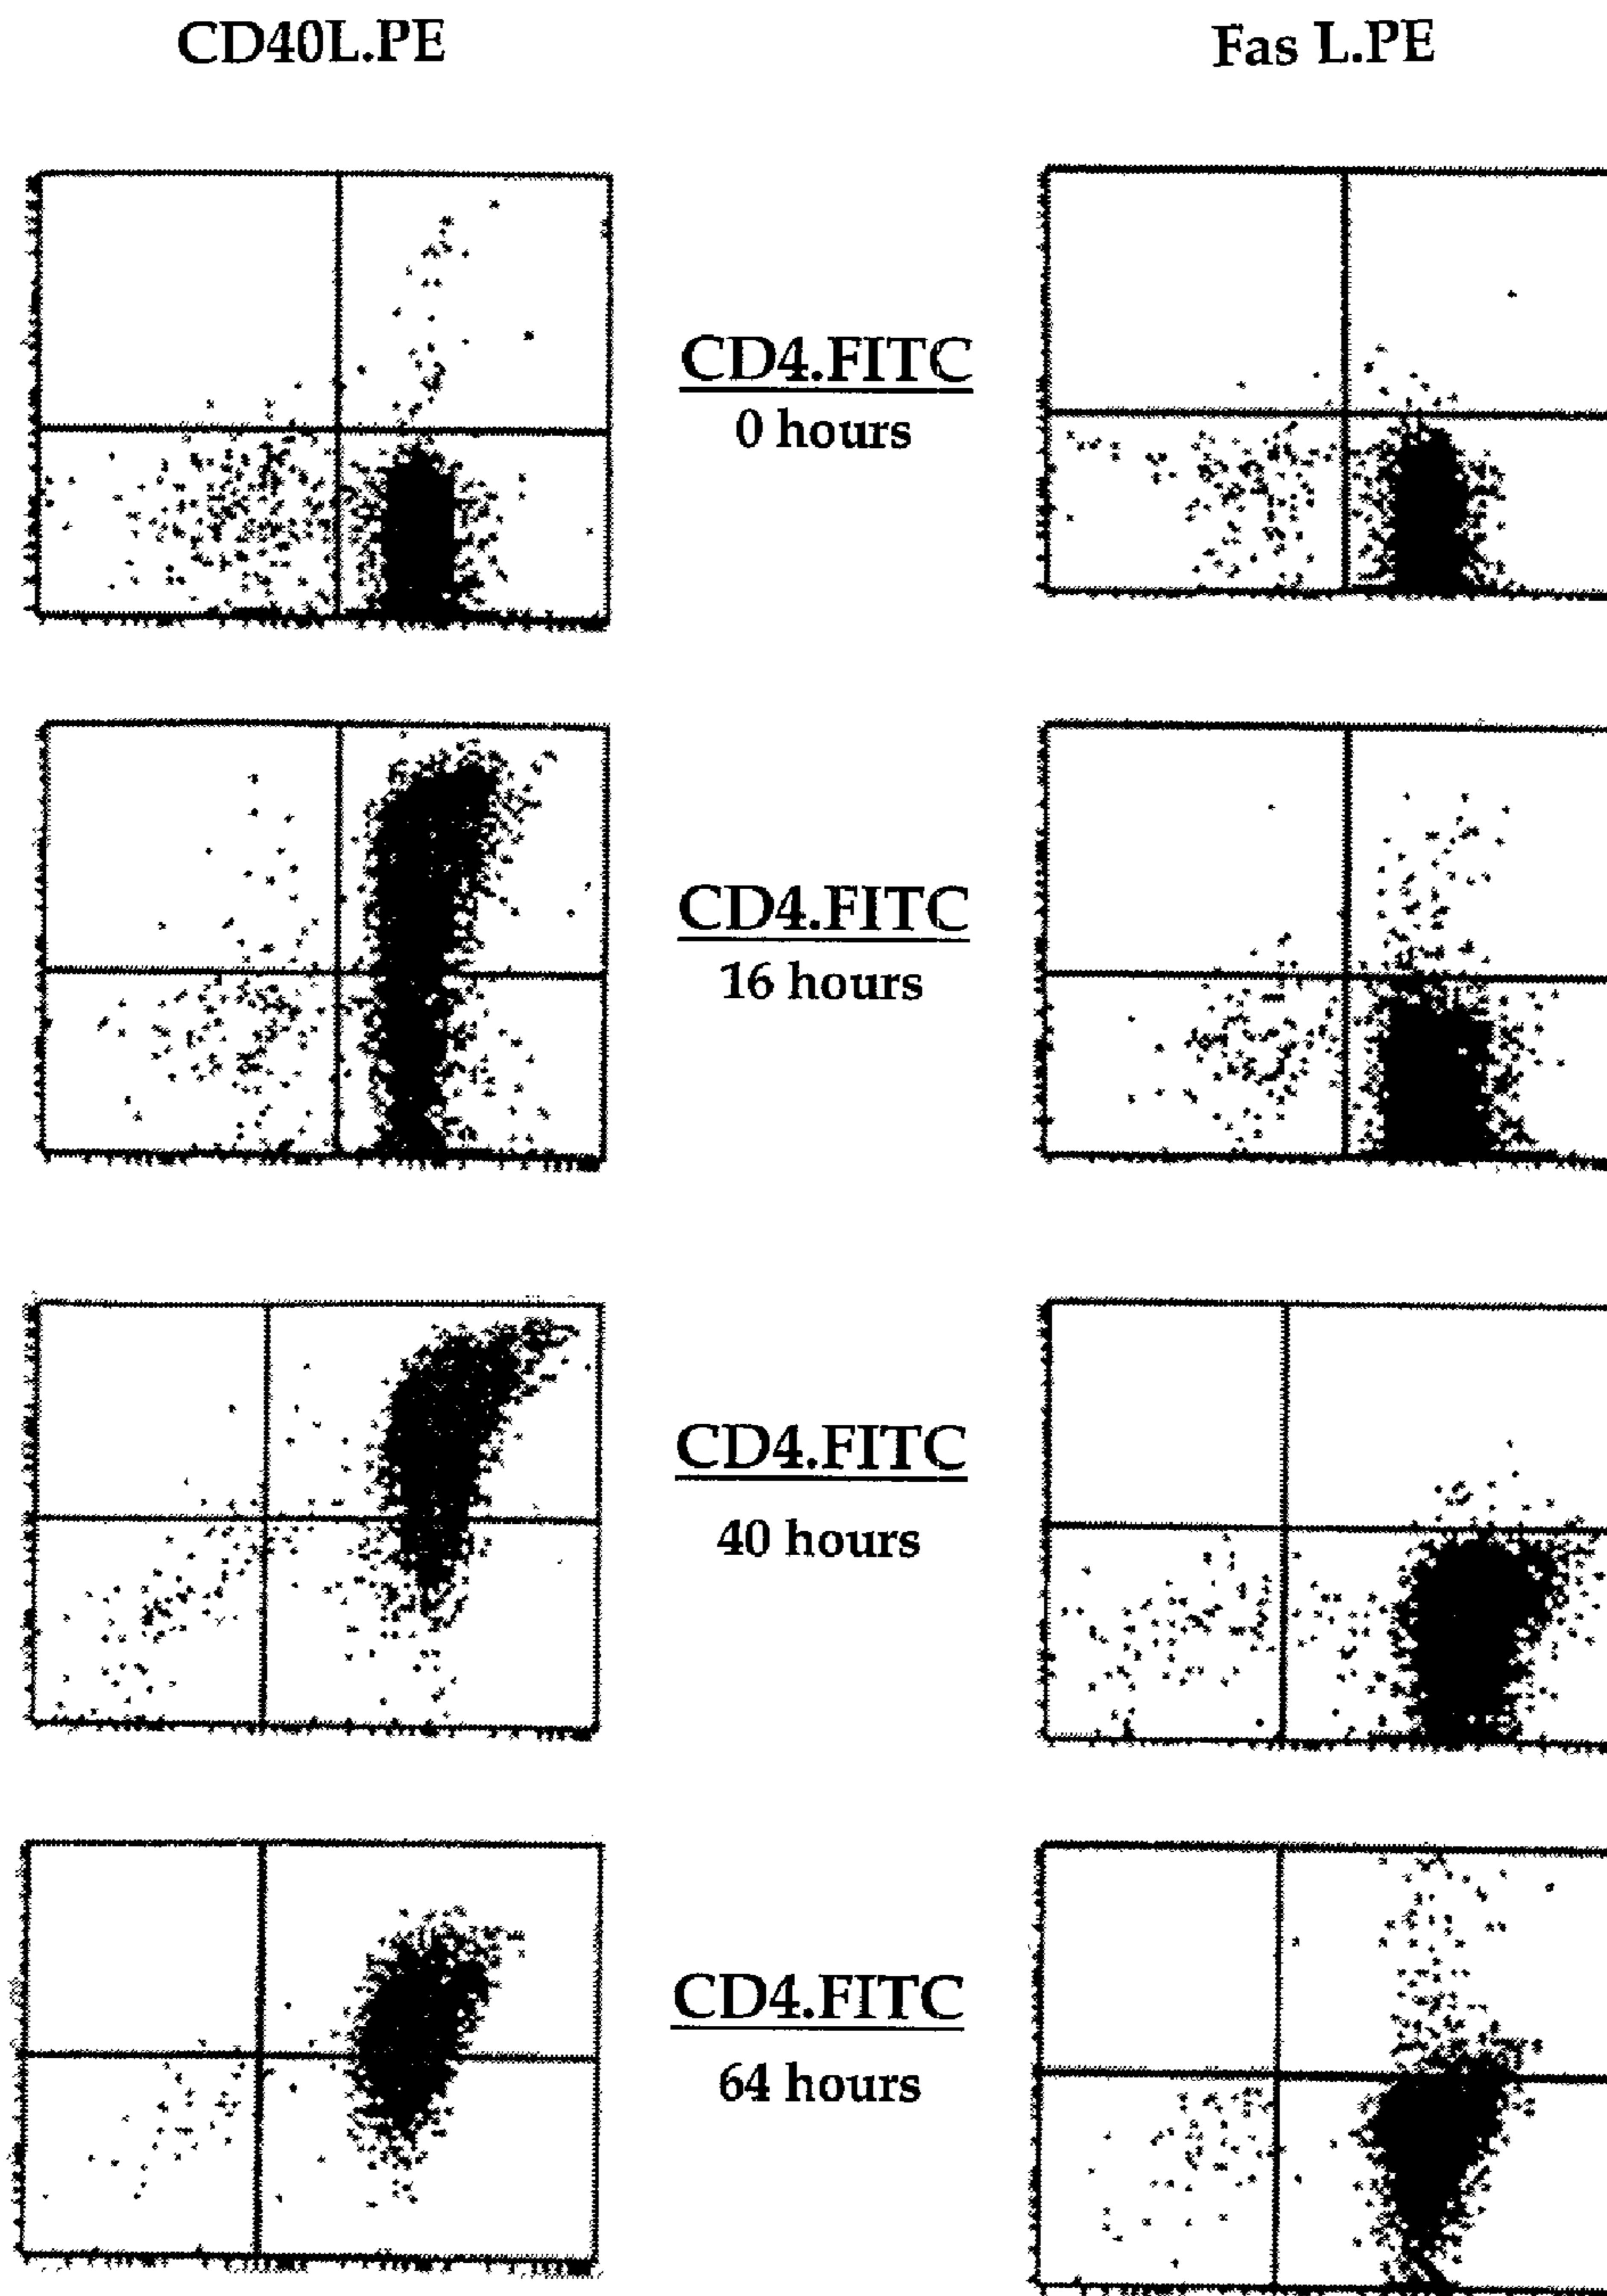 CD40L.PE
Fas L.PE
CD4.FITC
0 hours
CD4.FITC
16 hours
CD4.FITC
40 hours
CD4.FITC
64 hours